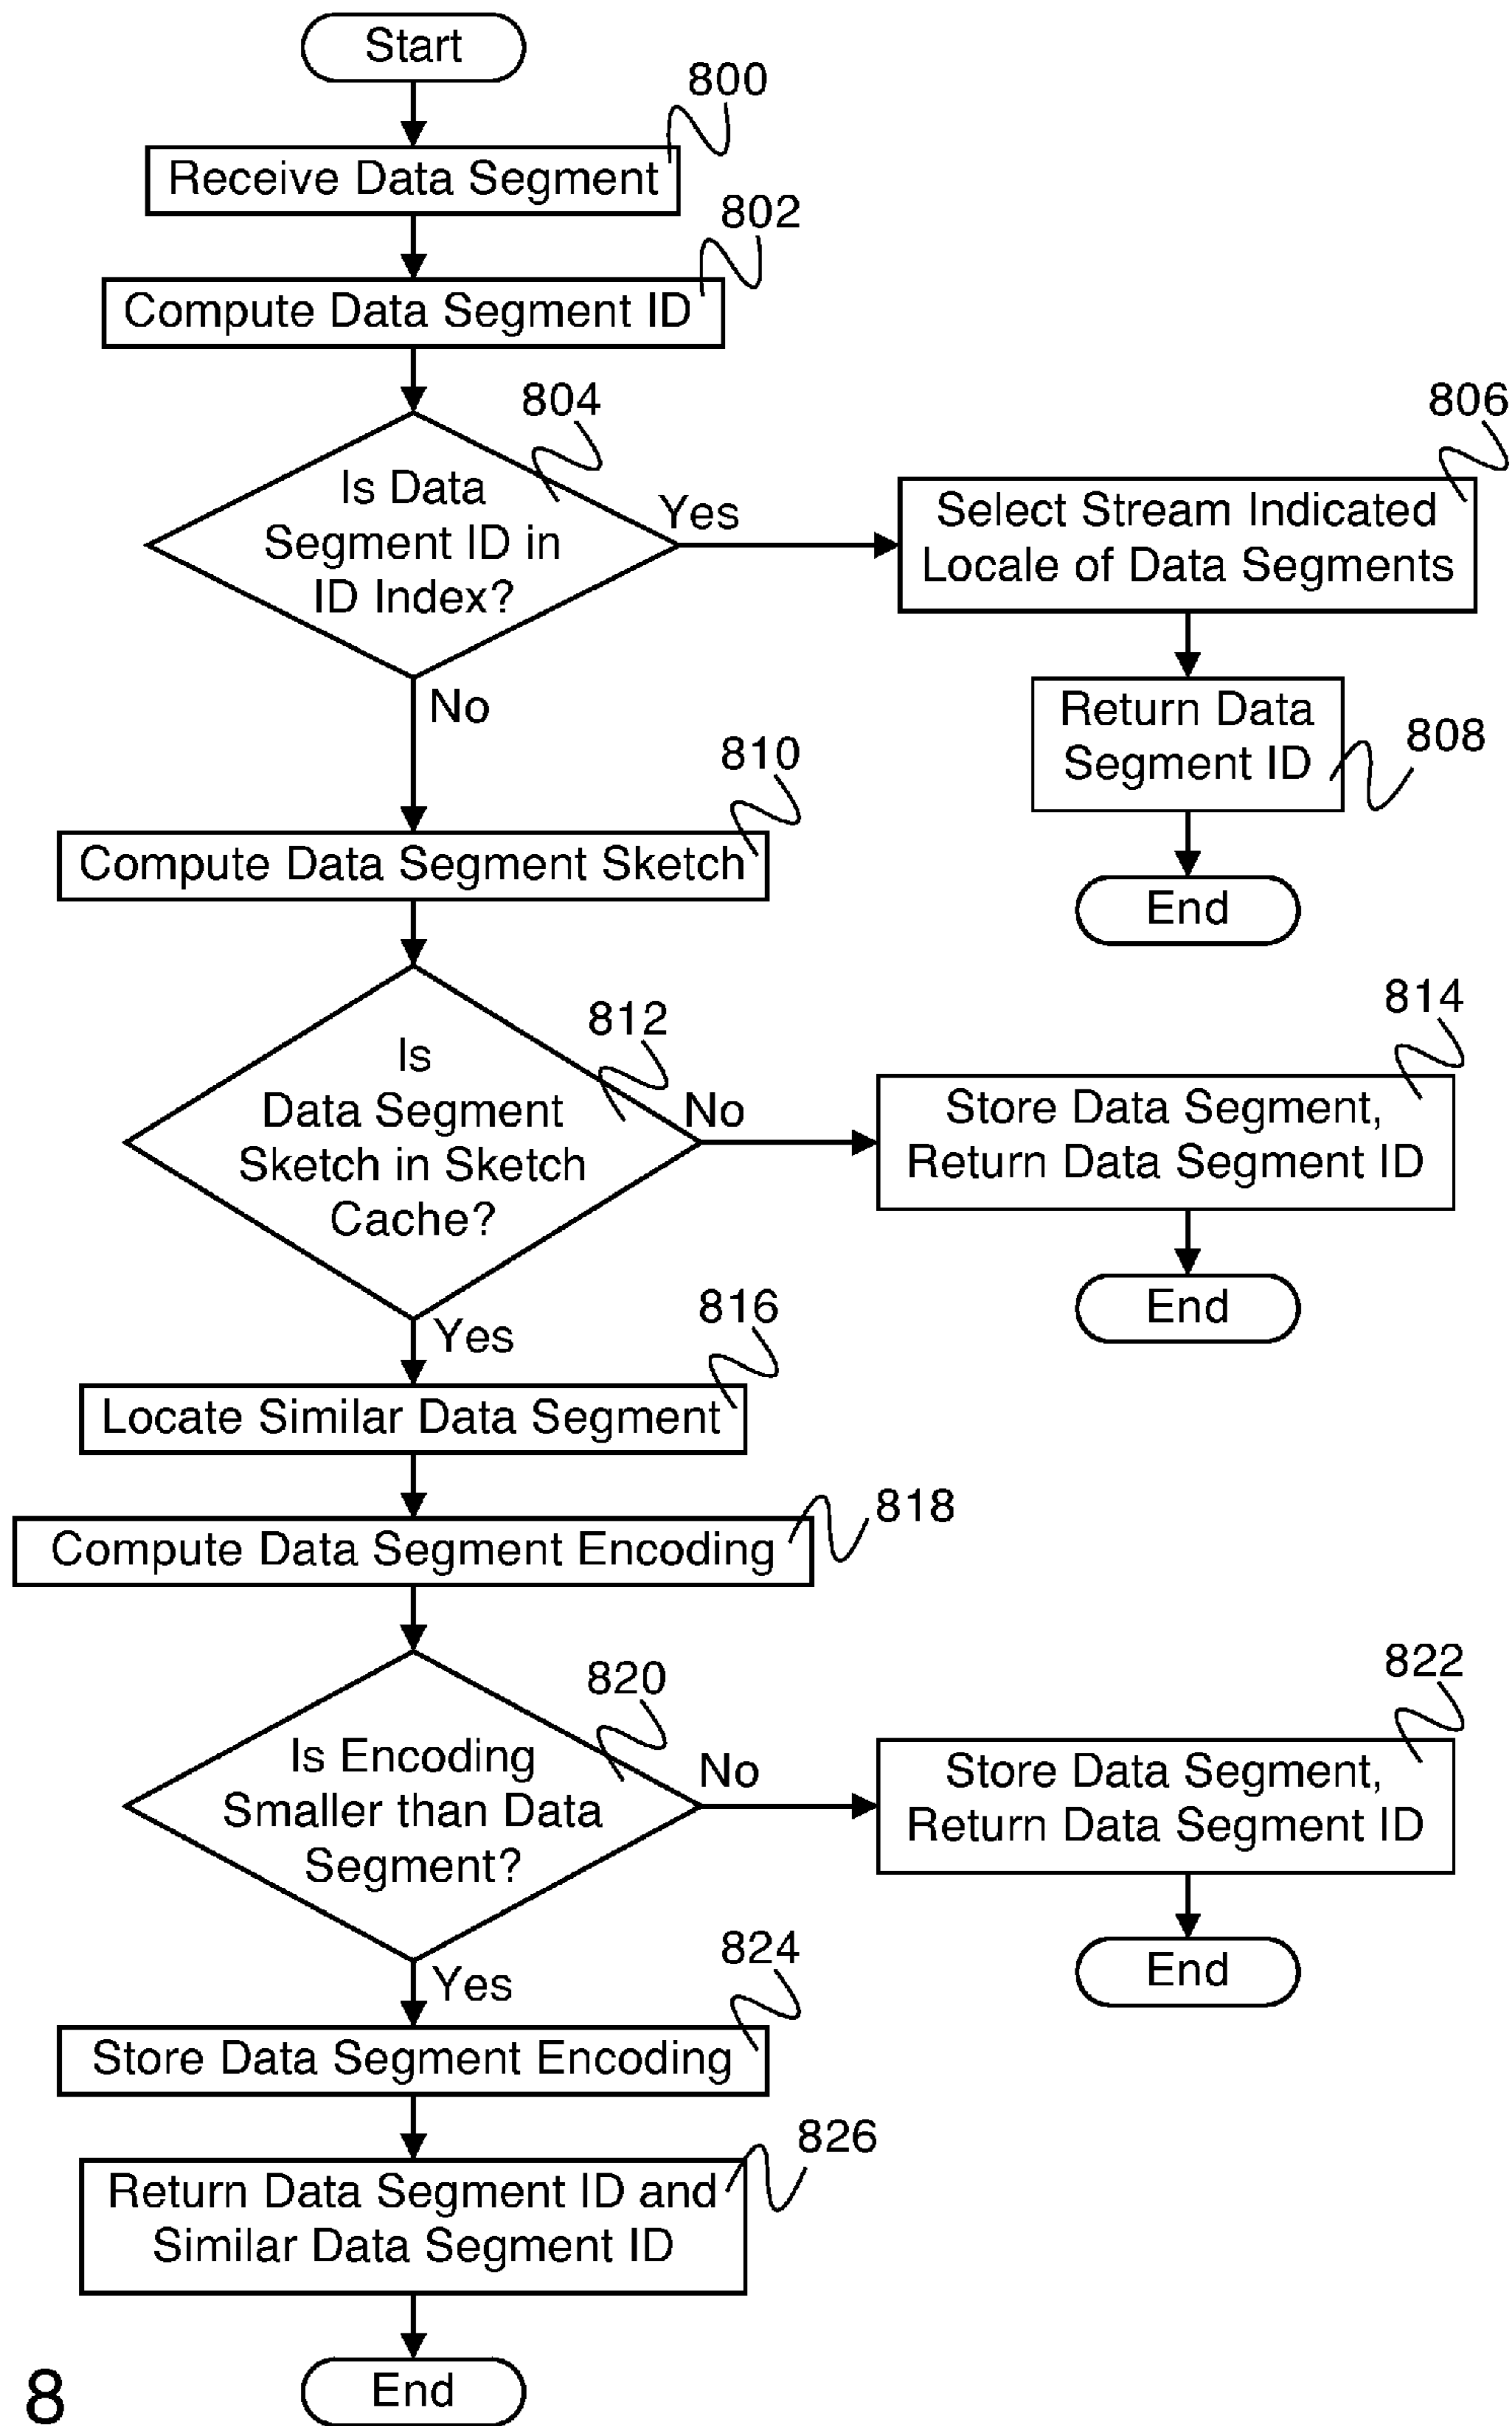 Start
800
Receive Data Segment
802
Compute Data Segment ID
804
Is Data
Segment ID in
ID Index?
Yes
806
Select Stream Indicated
Locale of Data Segments
No
Return Data
Segment ID
808
End
810
Compute Data Segment Sketch
812
Is
Data Segment
Sketch in Sketch
Cache?
No
814
Store Data Segment,
Return Data Segment ID
End
Yes
816
Locate Similar Data Segment
818
Compute Data Segment Encoding
820
Is Encoding
Smaller than Data
Segment?
No
822
Store Data Segment,
Return Data Segment ID
End
Yes
824
Store Data Segment Encoding
826
Return Data Segment ID and
Similar Data Segment ID
End
8